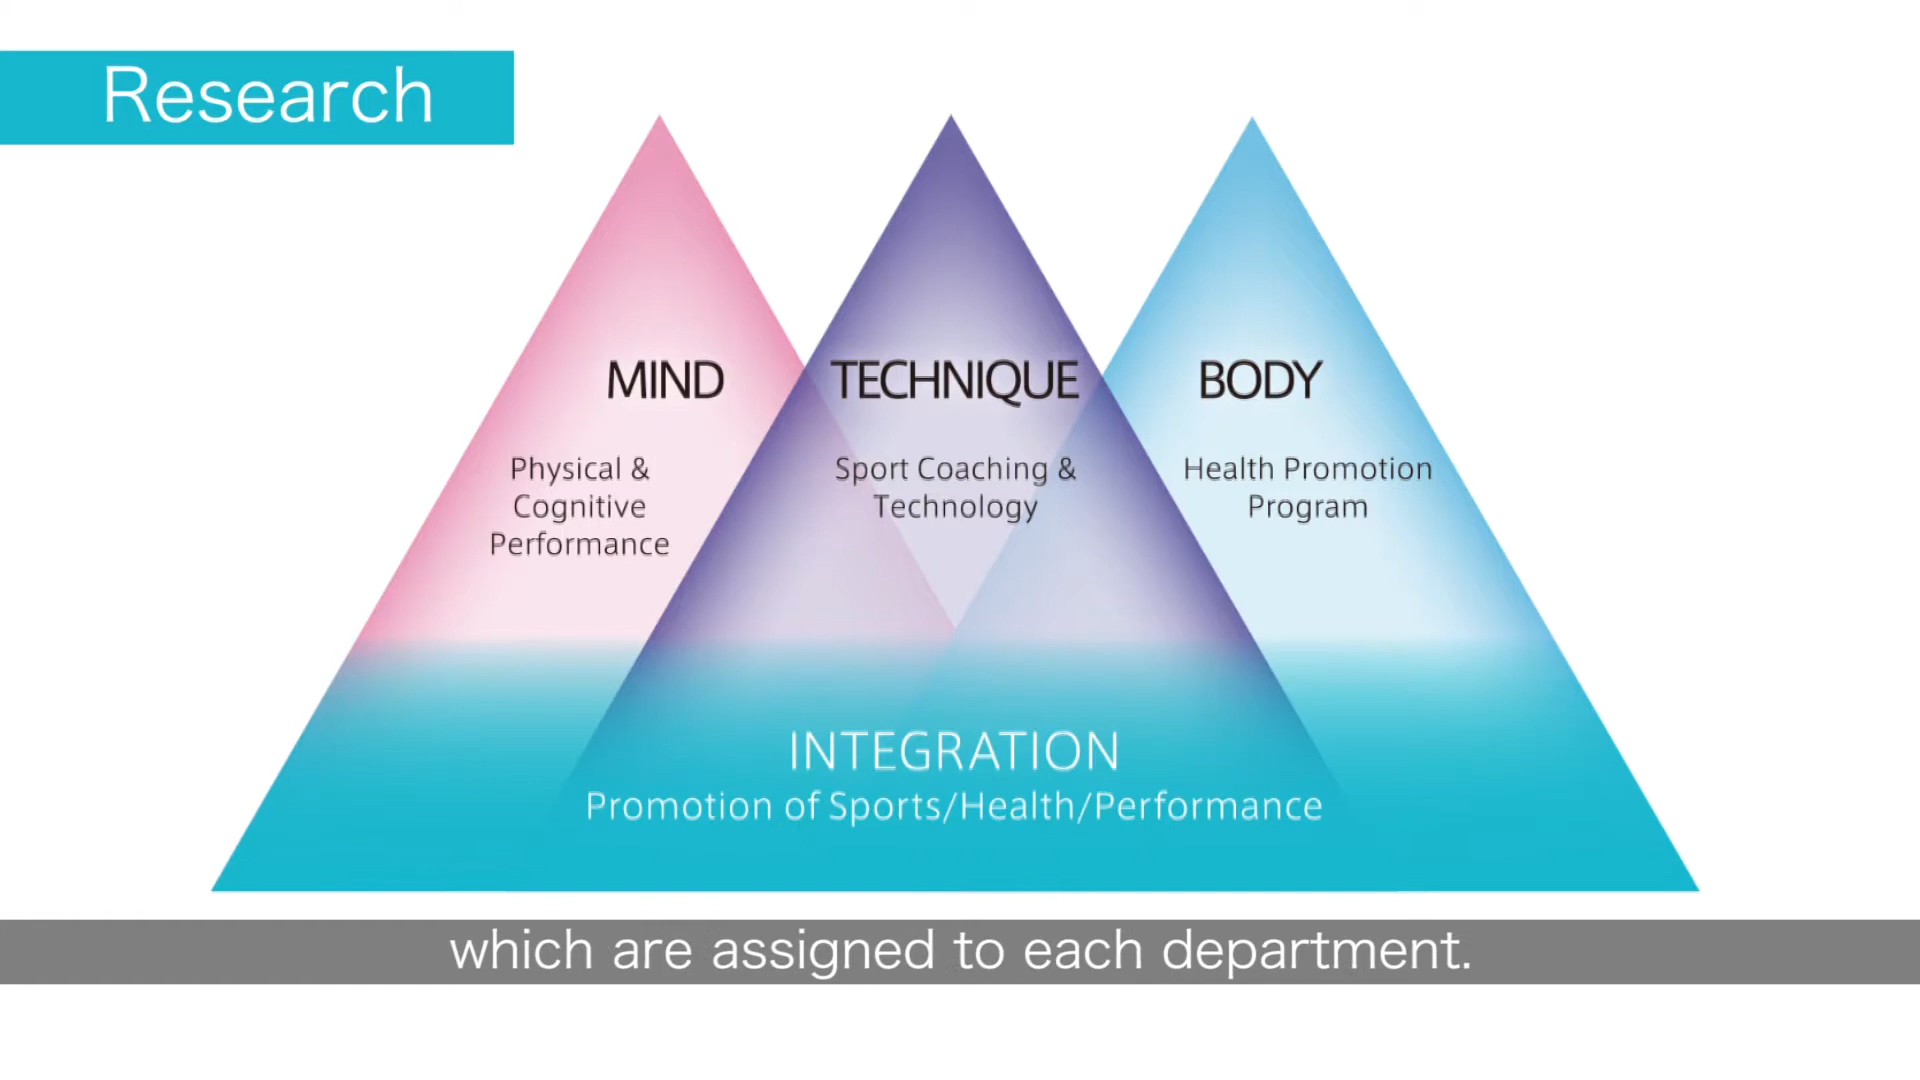 Research
MIND
Physical &
Cognitive
Performance
TECHNIQUE
Sport Coaching &
Technology
BODY
Health Promotion
Program
INTEGRATION
Promotion of Sports/Health/Performance
which are assigned to each department.